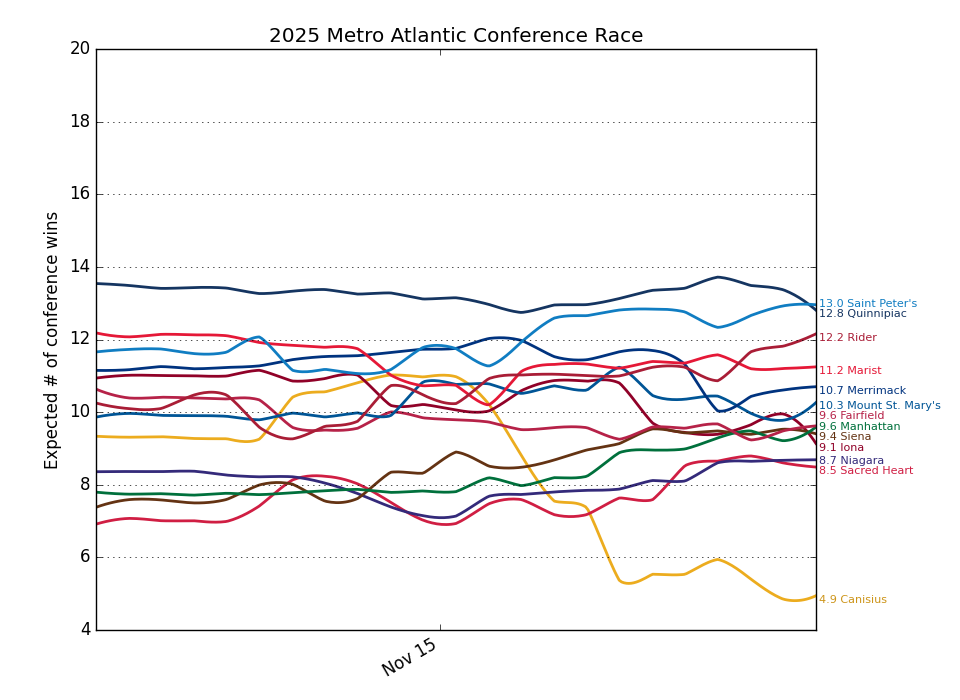 2025 Metro Atlantic Conference Race
Expected # of conference wins
20
18
16
14
12
10
8
6
4
Nov 15
13.0 Saint Peter's
12.8 Quinnipiac
12.2 Rider
11.2 Marist
10.7 Merrimack
10.3 Mount St. Mary's
9.6 Fairfield
9.6 Manhattan
9.4 Siena
9.1 Iona
8.7 Niagara
8.5 Sacred Heart
4.9 Canisius